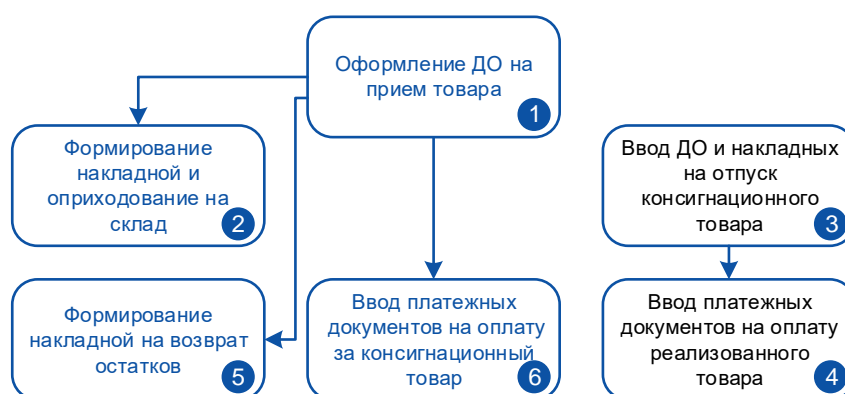 Оформление ДО на
прием товара
1
Формирование
накладной и
оприходование на
склад
2
Ввод ДО и накладных
на отпуск
консигнационного
товара
3
Формирование
накладной на возврат
остатков
5
Ввод платежных
документов на оплату
за консигнационный
товар
6
Ввод платежных
документов на оплату
реализованного
товара
4